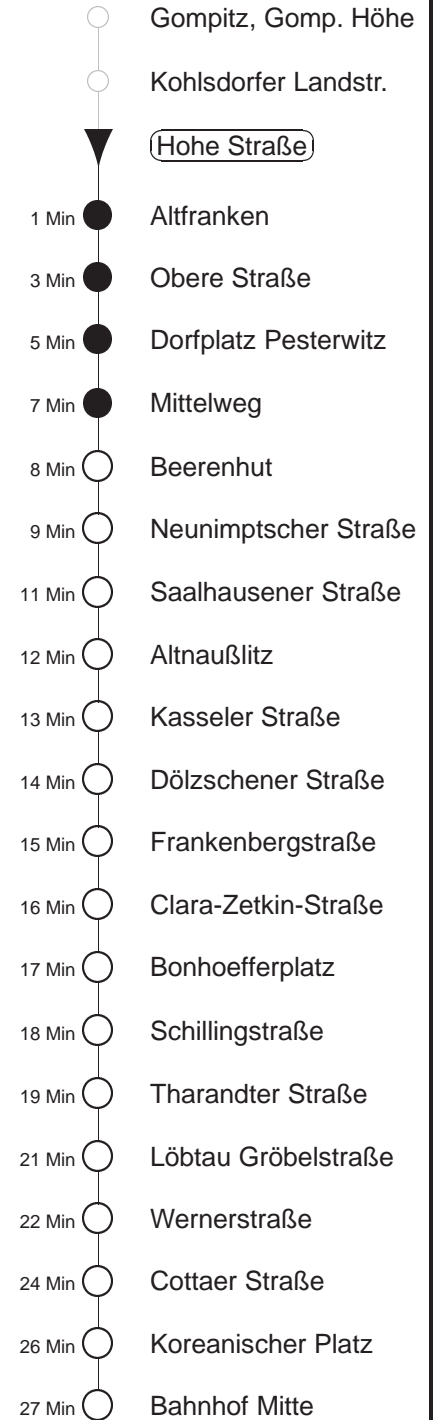 Gompitz, Gomp. Höhe
Kohlsdorfer Landstr.
Hohe Straße
1 Min Altfranken
3 Min Obere Straße
5 Min Dorfplatz Pesterwitz
7 Min Mittelweg
8 Min Beerenhut
9 Min Neunimptscher Straße
11 Min Saalhausener Straße
12 Min Altnaußlitz
13 Min Kasseler Straße
14 Min Dölzschener Straße
15 Min Frankenbergstraße
16 Min Clara-Zetkin-Straße
17 Min Bonhoefferplatz
18 Min Schillingstraße
19 Min Tharandter Straße
21 Min Löbtau Gröbelstraße
22 Min Wernerstraße
24 Min Cottaer Straße
26 Min Koreanischer Platz
27 Min Bahnhof Mitte